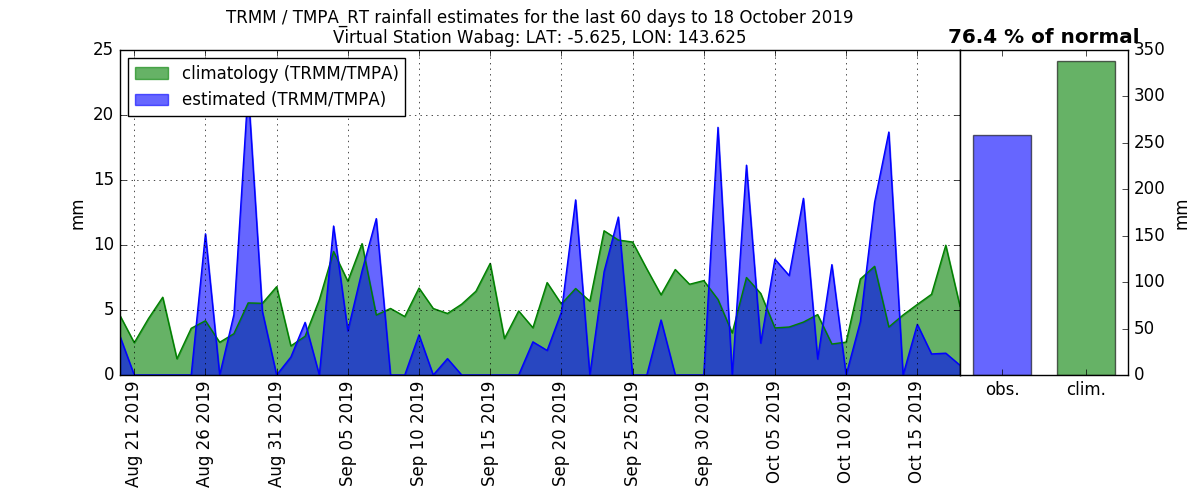 TRMM / TMPA_RT rainfall estimates for the last 60 days to 18 October 2019
Virtual Station Wabag: LAT: -5.625, LON: 143.625
76.4 % of normal
climatology (TRMM/TMPA)
estimated (TRMM/TMPA)
25
20
15
10
5
0
mm
350
300
250
200
150
100
50
0
mm
Aug 21 2019
Aug 26 2019
Aug 31 2019
Sep 05 2019
Sep 10 2019
Sep 15 2019
Sep 20 2019
Sep 25 2019
Sep 30 2019
Oct 05 2019
Oct 10 2019
Oct 15 2019
obs.
clim.